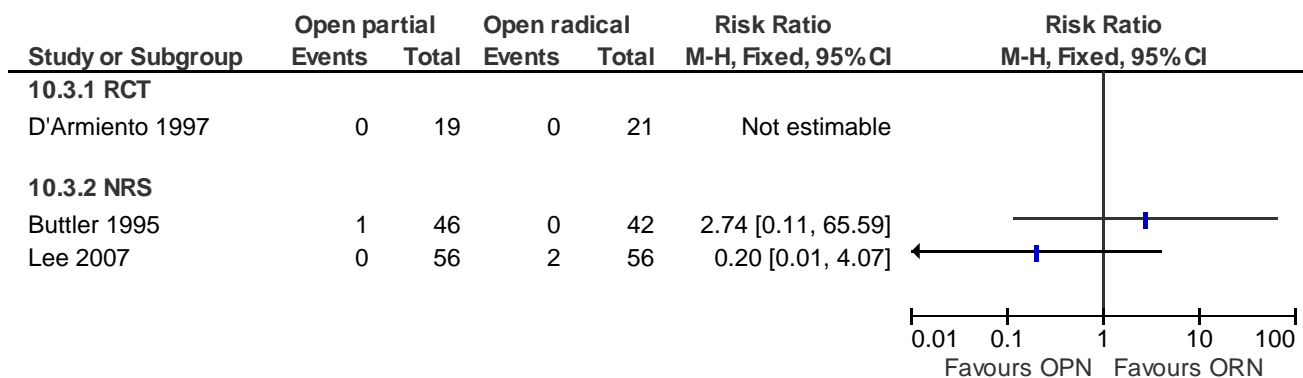 Open partial Open radical Risk Ratio Risk Ratio
Study or Subgroup Events Total Events Total M-H, Fixed, 95% CI M-H, Fixed, 95% CI
10.3.1 RCT
D'Armiento 1997 0 19 0 21 Not estimable
10.3.2 NRS
Buttler 1995 1 46 0 42 2.74 [0.11, 65.59]
Lee 2007 0 56 2 56 0.20 [0.01, 4.07]
0.01 0.1 1 10 100
Favours OPN Favours ORN